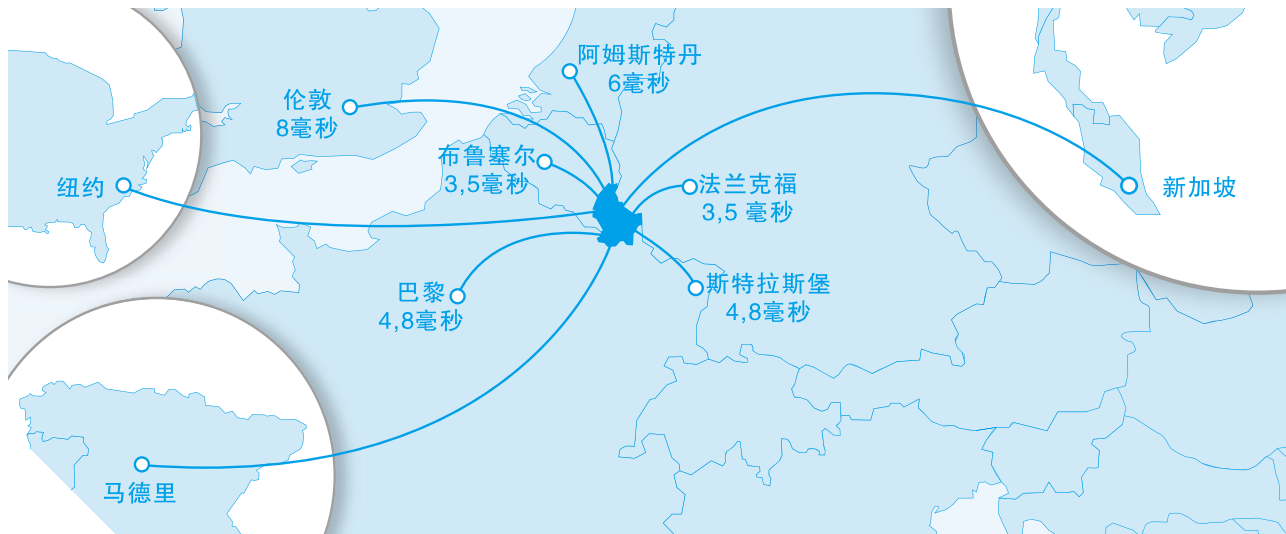 阿姆斯特丹
6毫秒
伦敦
8毫秒
布鲁塞尔
3,5毫秒
法兰克福
3,5 毫秒
纽约
新加坡
巴黎
4,8毫秒
斯特拉斯堡
4,8毫秒
马德里